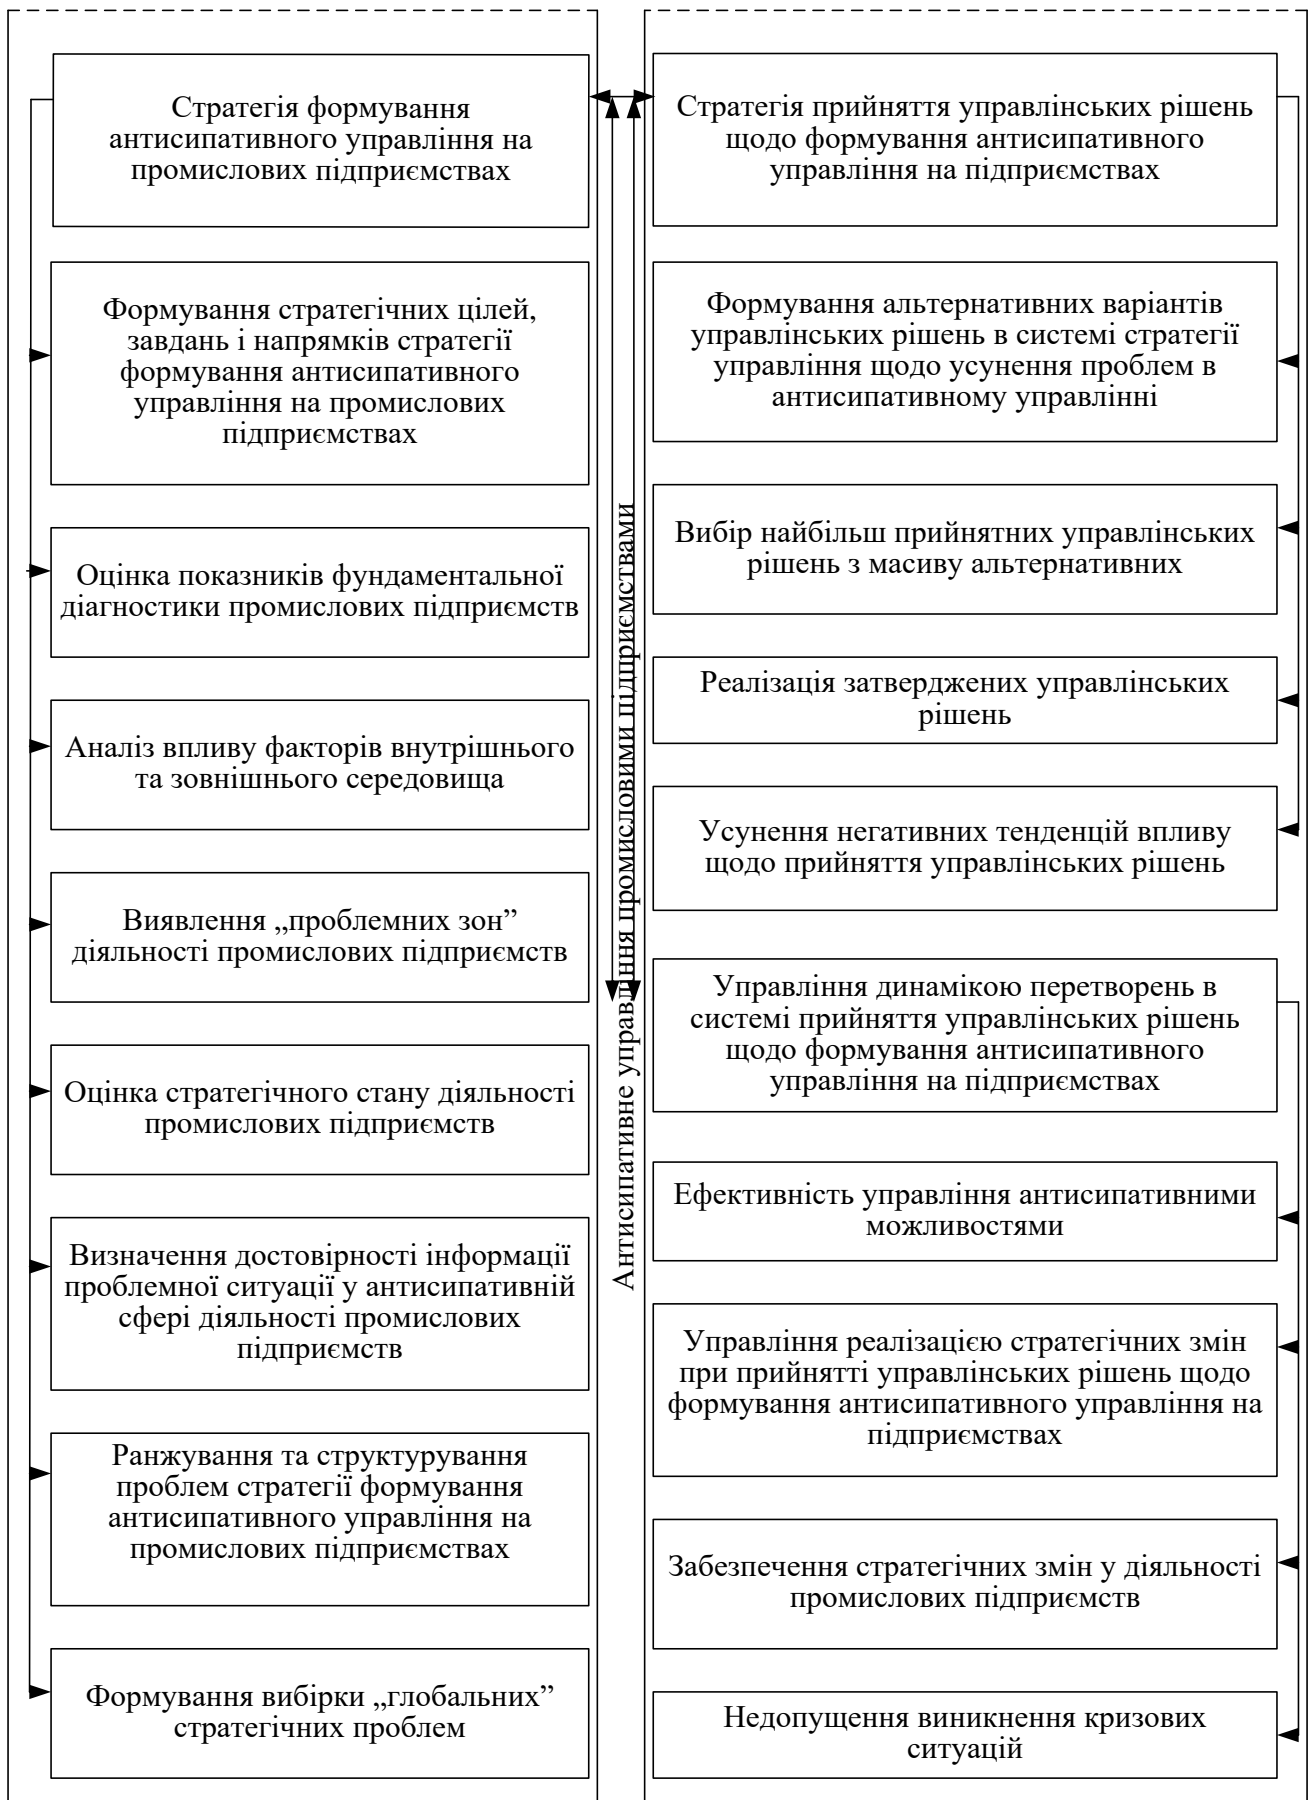 Стратегія формування
антисипативного управління на
промислових підприємствах
Формування стратегічних цілей,
завдань і напрямків стратегії
формування антисипативного
управління на промислових
підприємствах
Оцінка показників фундаментальної
діагностики промислових підприємств
Аналіз впливу факторів внутрішнього
та зовнішнього середовища
Виявлення „проблемних зон”
діяльності промислових підприємств
Оцінка стратегічного стану діяльності
промислових підприємств
Визначення достовірності інформації
проблемної ситуації у антисипативній
сфері діяльності промислових
підприємств
Ранжування та структурування
проблем стратегії формування
антисипативного управління на
промислових підприємствах
Формування вибірки „глобальних”
стратегічних проблем
Антисипативне управління промисловими підприємствами
Стратегія прийняття управлінських рішень
щодо формування антисипативного
управління на підприємствах
Формування альтернативних варіантів
управлінських рішень в системі стратегії
управління щодо усунення проблем в
антисипативному управлінні
Вибір найбільш прийнятних управлінських
рішень з масиву альтернативних
Реалізація затверджених управлінських
рішень
Усунення негативних тенденцій впливу
щодо прийняття управлінських рішень
Управління динамікою перетворень в
системі прийняття управлінських рішень
щодо формування антисипативного
управління на підприємствах
Ефективність управління антисипативними
можливостями
Управління реалізацією стратегічних змін
при прийнятті управлінських рішень щодо
формування антисипативного управління на
підприємствах
Забезпечення стратегічних змін у діяльності
промислових підприємств
Недопущення виникнення кризових
ситуацій